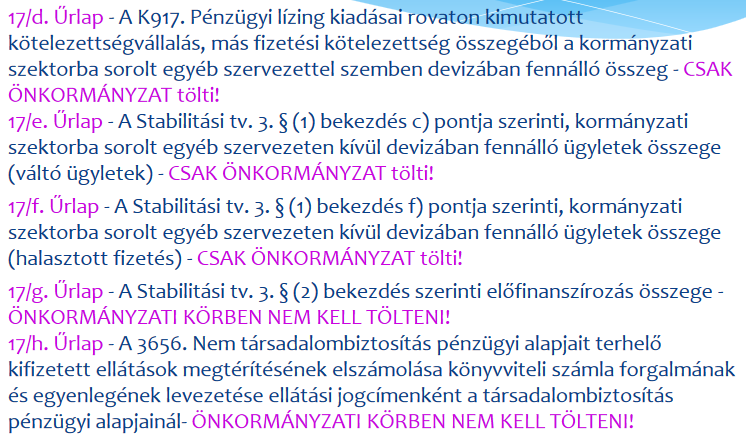 17/d. Űrlap - A K917. Pénzügyi lízing kiadásai rovaton kimutatott
kötelezettségvállalás, más fizetési kötelezettség összegéből a kormányzati
szektorba sorolt egyéb szervezettel szemben devizában fennálló összeg - CSAK
ÖNKORMÁNYZAT tölti!
17/e. Űrlap - A Stabilitási tv. 3. § (1) bekezdés c) pontja szerinti, kormányzati
szektorba sorolt egyéb szervezeten kívül devizában fennálló ügyletek összege
(váltó ügyletek) - CSAK ÖNKORMÁNYZAT tölti!
17/f. Űrlap - A Stabilitási tv. 3. § (1) bekezdés f) pontja szerinti, kormányzati
szektorba sorolt egyéb szervezeten kívül devizában fennálló ügyletek összege
(halasztott fizetés) - CSAK ÖNKORMÁNYZAT tölti!
17/g. Űrlap - A Stabilitási tv. 3. § (2) bekezdés szerinti előfinanszírozás összege -
ÖNKORMÁNYZATI KÖRBEN NEM KELL TÖLTENI!
17/h. Űrlap - A 3656. Nem társadalombiztosítás pénzügyi alapjait terhelő
kifizetett ellátások megtérítésének elszámolása könyvviteli számla forgalmának
és egyenlegének levezetése ellátási jogcímenként a társadalombiztosítás
pénzügyi alapjainál- ÖNKORMÁNYZATI KÖRBEN NEM KELL TÖLTENI!